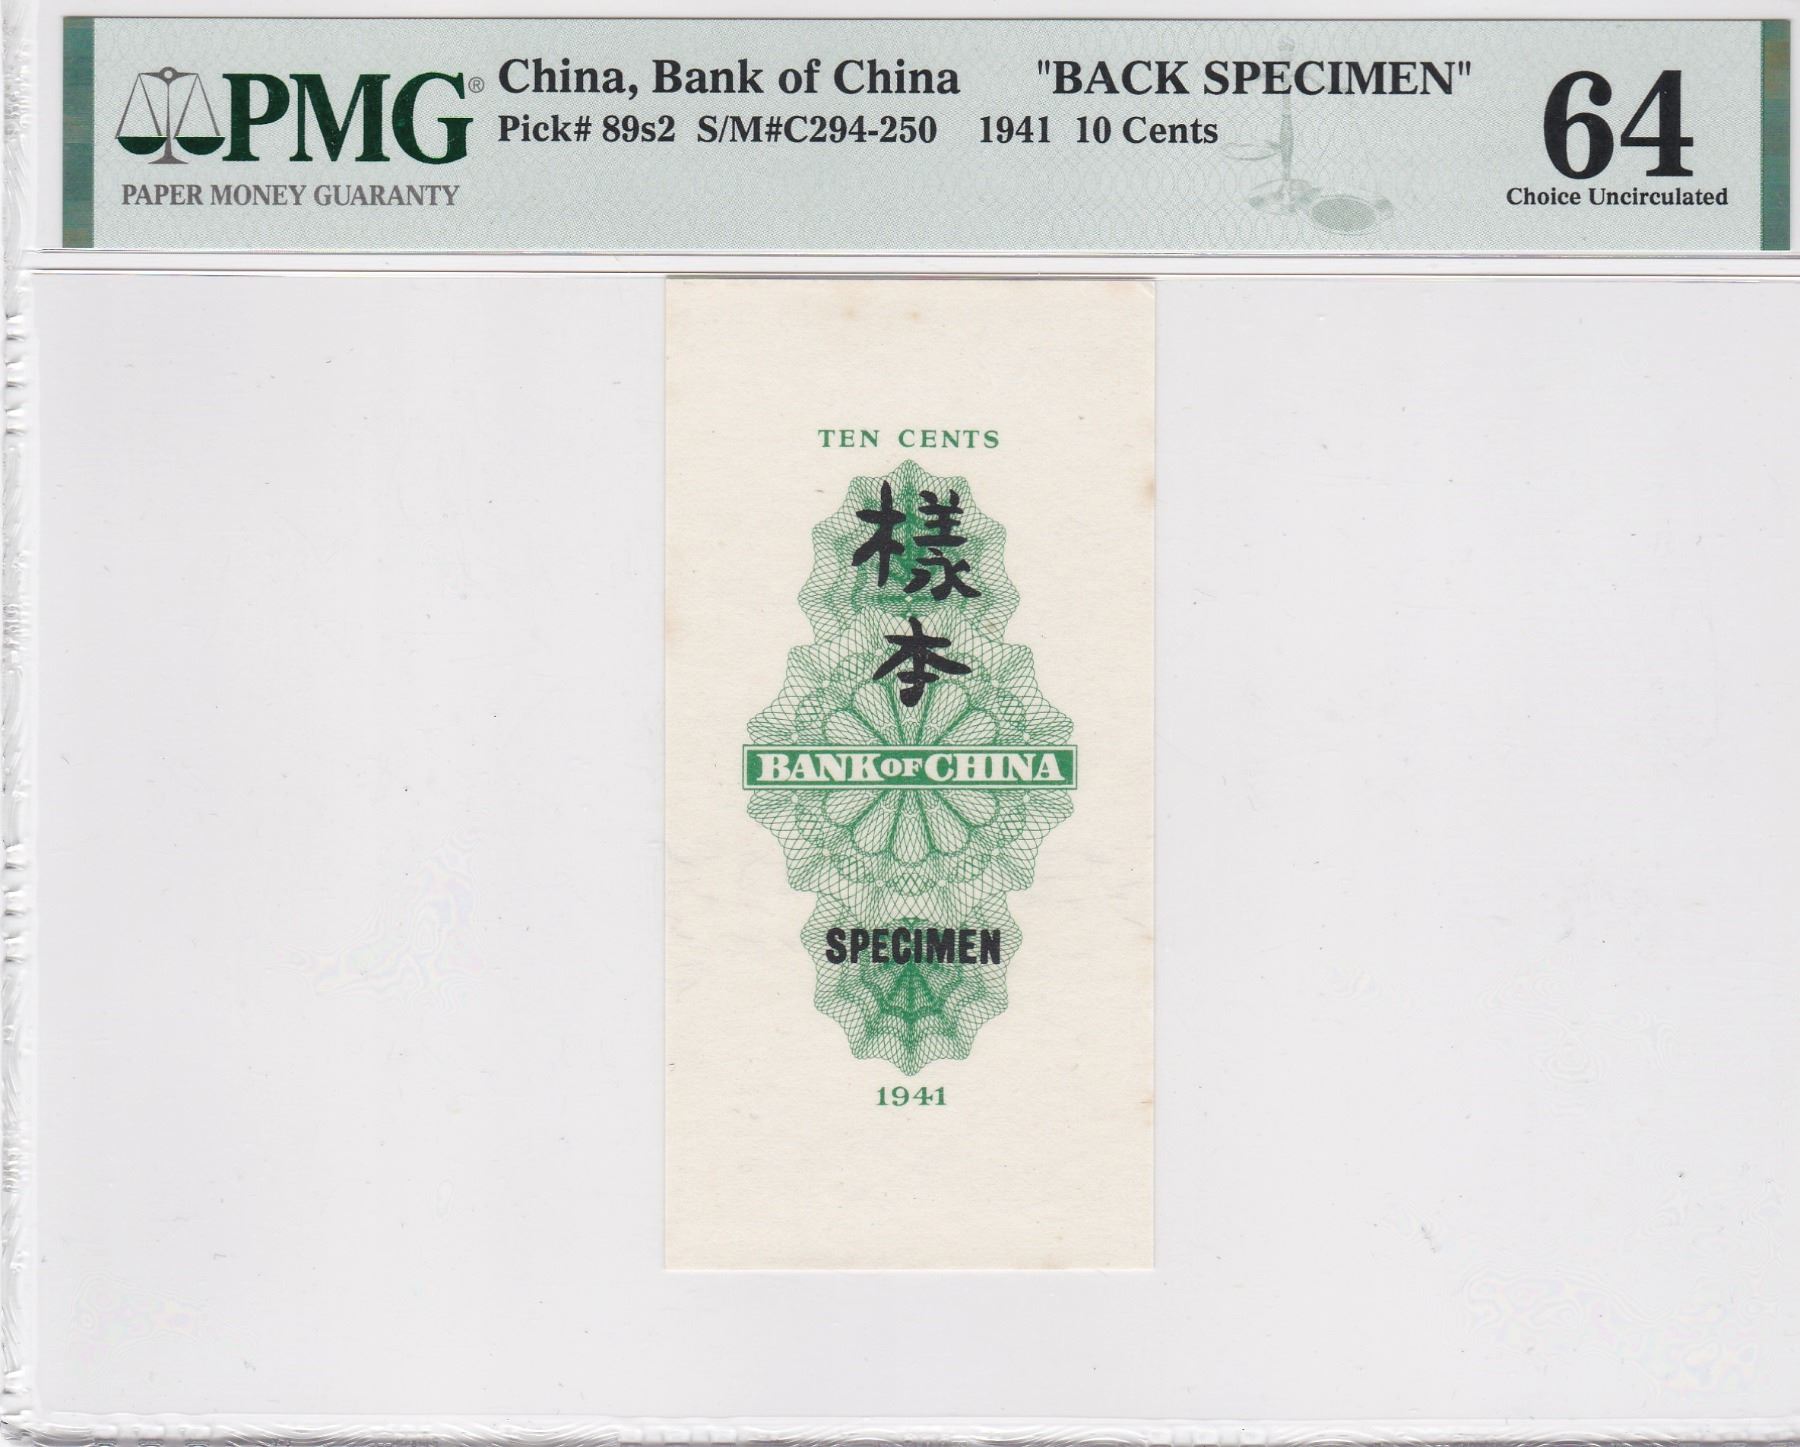 PMG®
PAPER MONEY GUARANTY
China, Bank of China "BACK SPECIMEN"
Pick# 89s2 S/M#C294-250 1941 10 Cents
64
Choice Uncirculated
TEN CENTS
樣
本
BANK OF CHINA
SPECIMEN
1941